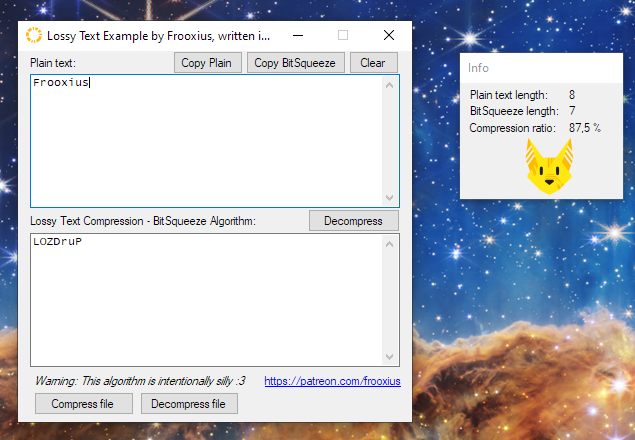 Lossy Text Example by Frooxius, written i...
Info
Plain text: Copy Plain Copy BitSqueeze Clear
Frooxius
Plain text length: 8
BitSqueeze length: 7
Compression ratio: 87,5 %
Lossy Text Compression - BitSqueeze Algorithm: Decompress
LOZDruP
Warning: This algorithm is intentionally silly :3 https://patreon.com/frooxius
Compress file Decompress file